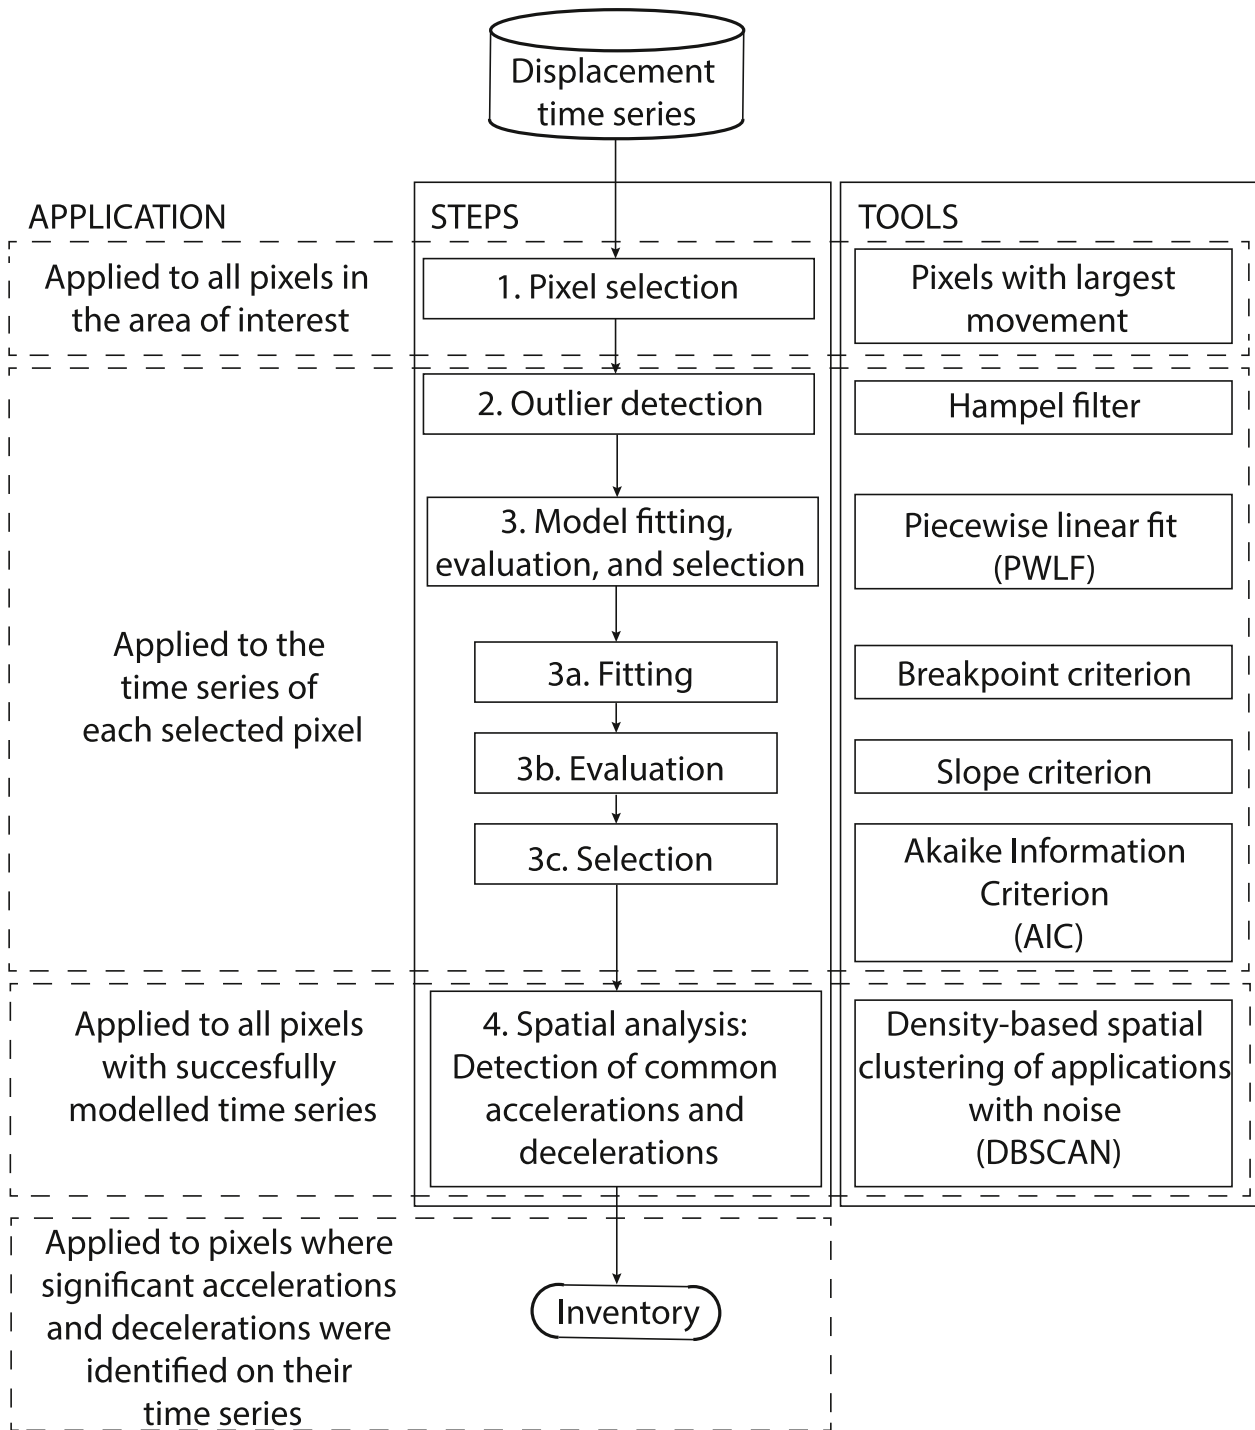 Displacement
time series
APPLICATION
STEPS
TOOLS
Applied to all pixels in
the area of interest
1. Pixel selection
Pixels with largest
movement
Applied to the
time series of
each selected pixel
2. Outlier detection
Hampel filter
3. Model fitting,
evaluation, and selection
Piecewise linear fit
(PWLF)
3a. Fitting
Breakpoint criterion
3b. Evaluation
Slope criterion
3c. Selection
Akaike Information
Criterion
(AIC)
Applied to all pixels
with succesfully
modelled time series
4. Spatial analysis:
Detection of common
accelerations and
decelerations
Density-based spatial
clustering of applications
with noise
(DBSCAN)
Applied to pixels where
significant accelerations
and decelerations were
identified on their
time series
Inventory